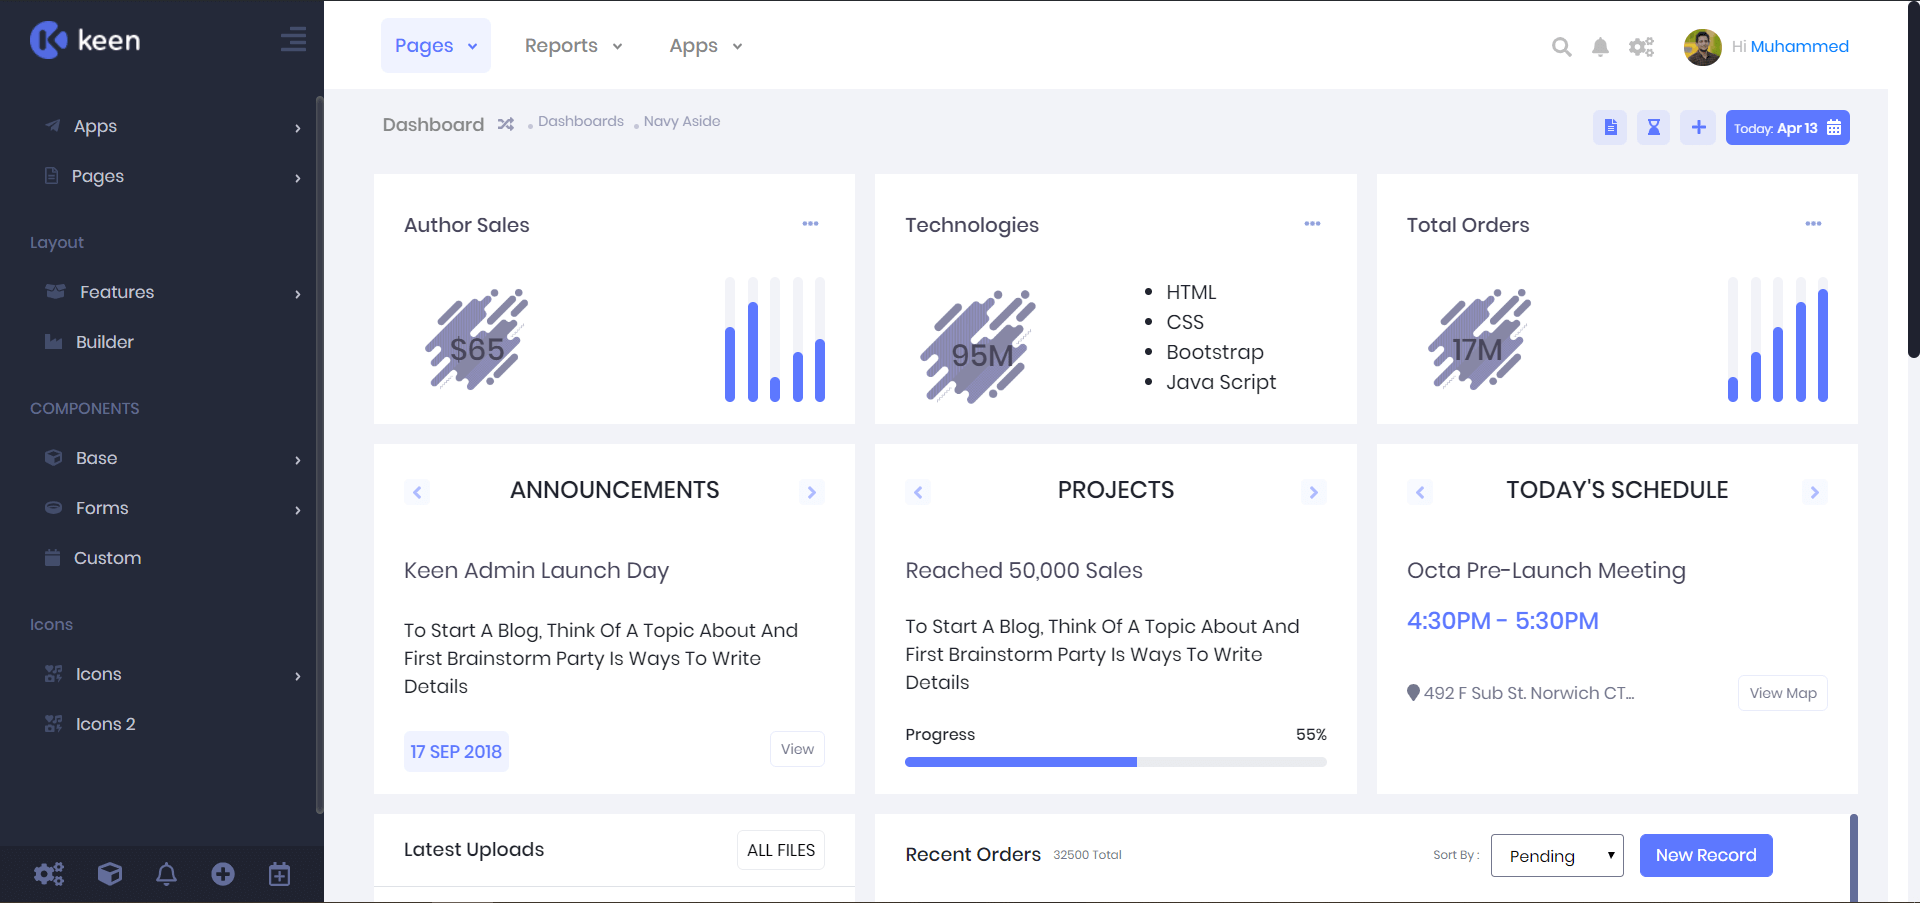 keen
Pages
Reports
Apps
Hi Muhammed
Apps
Pages
Layout
Features
Builder
COMPONENTS
Base
Forms
Custom
Icons
Icons
Icons 2
Dashboard
Dashboards
Navy Aside
Today: Apr 13
Author Sales
$65
Technologies
95M
HTML
CSS
Bootstrap
Java Script
Total Orders
17M
ANNOUNCEMENTS
Keen Admin Launch Day
To Start A Blog, Think Of A Topic About And
First Brainstorm Party Is Ways To Write
Details
17 SEP 2018
View
PROJECTS
Reached 50,000 Sales
To Start A Blog, Think Of A Topic About And
First Brainstorm Party Is Ways To Write
Details
Progress
55%
TODAY'S SCHEDULE
Octa Pre-Launch Meeting
4:30PM - 5:30PM
492 F Sub St. Norwich CT...
View Map
Latest Uploads
ALL FILES
Recent Orders
32500 Total
Sort By :
Pending
New Record